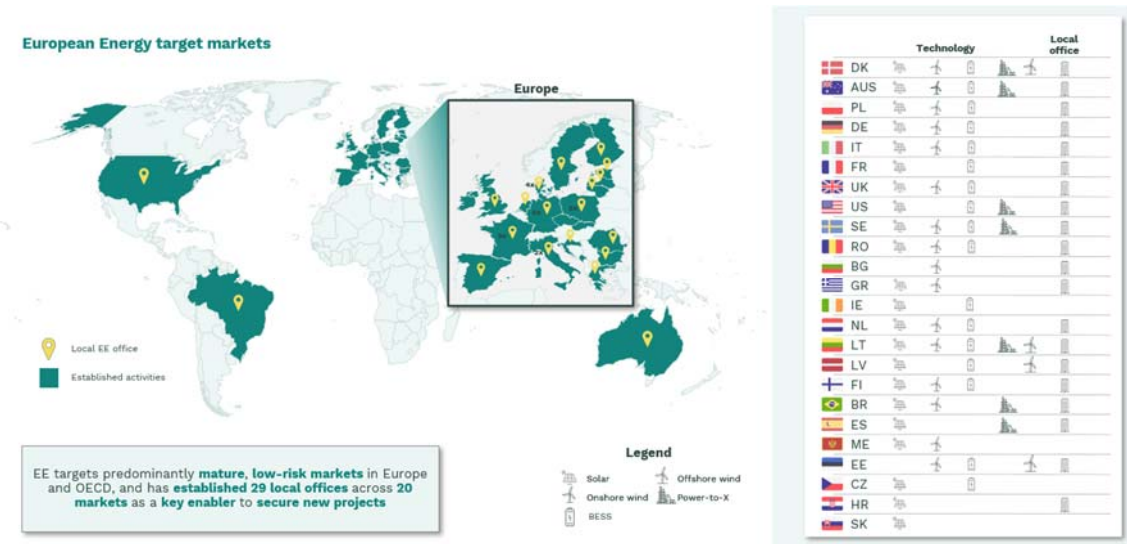 European Energy target markets
Europe
Local EE office
Established activities
EE targets predominantly mature, low-risk markets in Europe
and OECD, and has established 29 local offices across 20
markets as a key enabler to secure new projects
Legend
Solar
Offshore wind
Onshore wind
Power-to-X
BESS
Technology
Local
office
DK
AUS
PL
DE
IT
FR
UK
US
SE
RO
BG
GR
IE
NL
LT
LV
FI
BR
ES
ME
EE
CZ
HR
SK